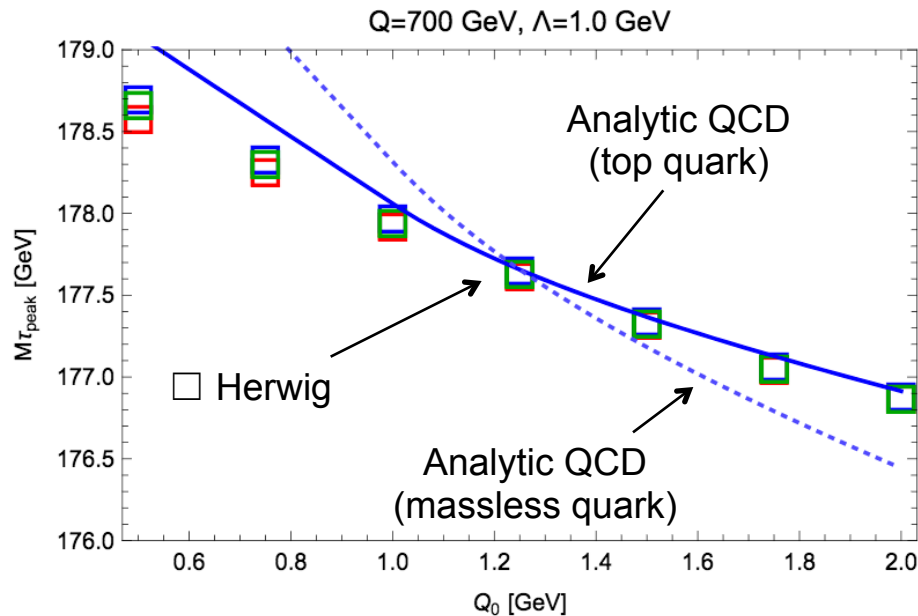 Q=700 GeV, Λ=1.0 GeV
179.0
178.5
178.0
177.5
177.0
176.5
176.0
Mτpeak [GeV]
Analytic QCD
(top quark)
Herwig
Analytic QCD
(massless quark)
0.6 0.8 1.0 1.2 1.4 1.6 1.8 2.0
Q0 [GeV]